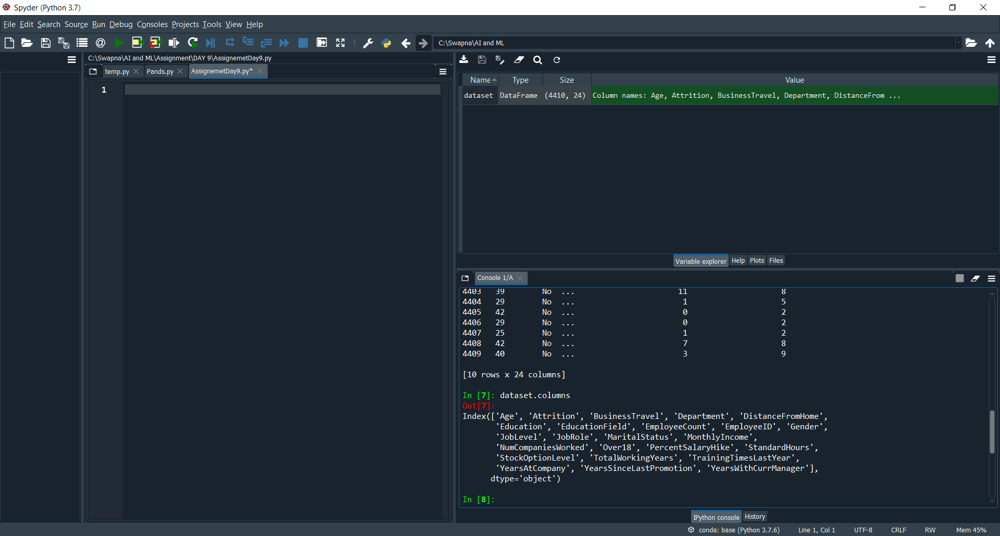 Spyder (Python 3.7)
File Edit Search Source Run Debug Consoles Projects Tools View Help
C:\Swapna\AI and ML
C:\Swapna\AI and ML\Assignment\DAY 9\AssignemetDay9.py
temp.py Pands.py AssignemetDay9.py*
1
Name Type Size Value
dataset DataFrame (4410, 24) Column names: Age, Attrition, BusinessTravel, Department, DistanceFrom ...
Variable explorer Help Plots Files
Console 1/A
4403 39 No ... 11 8
4404 29 No ... 1 5
4405 42 No ... 0 2
4406 29 No ... 0 2
4407 25 No ... 1 2
4408 42 No ... 7 8
4409 40 No ... 3 9
[10 rows x 24 columns]
In [7]: dataset.columns
Out[7]:
Index(['Age', 'Attrition', 'BusinessTravel', 'Department', 'DistanceFromHome',
'Education', 'EducationField', 'EmployeeCount', 'EmployeeID', 'Gender',
'JobLevel', 'JobRole', 'MaritalStatus', 'MonthlyIncome',
'NumCompaniesWorked', 'Over18', 'PercentSalaryHike', 'StandardHours',
'StockOptionLevel', 'TotalWorkingYears', 'TrainingTimesLastYear',
'YearsAtCompany', 'YearsSinceLastPromotion', 'YearsWithCurrManager'],
dtype='object')
In [8]:
IPython console History
conda: base (Python 3.7.6) Line 1, Col 1 UTF-8 CRLF RW Mem 45%